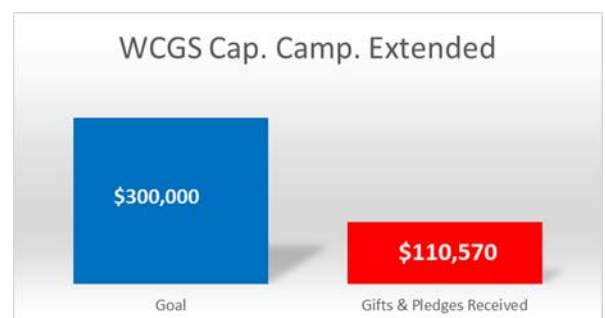 WCGS Cap. Camp. Extended
$300,000
$110,570
Goal
Gifts & Pledges Received